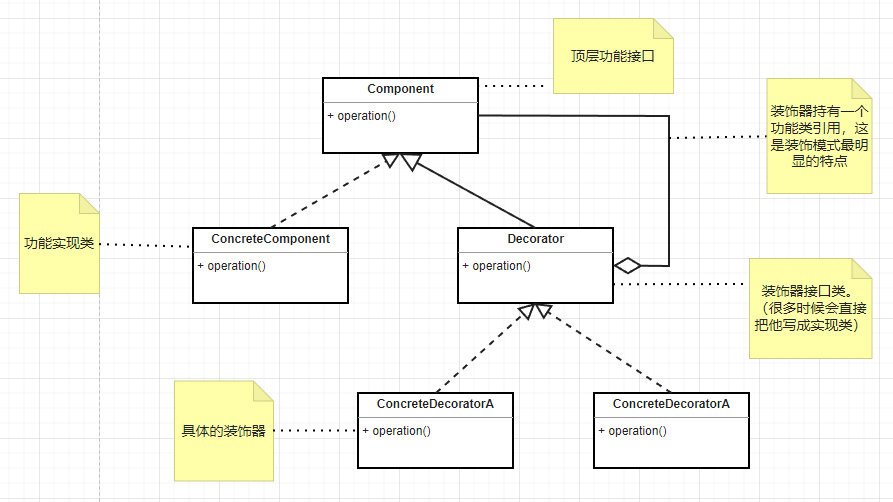 顶层功能接口
Component
+ operation()
装饰器持有一个
功能类引用，这
是装饰模式最明
显的特点
功能实现类
ConcreteComponent
+ operation()
Decorator
+ operation()
装饰器接口类。
（很多时候会直接
把他写成实现类）
具体的装饰器
ConcreteDecoratorA
+ operation()
ConcreteDecoratorA
+ operation()